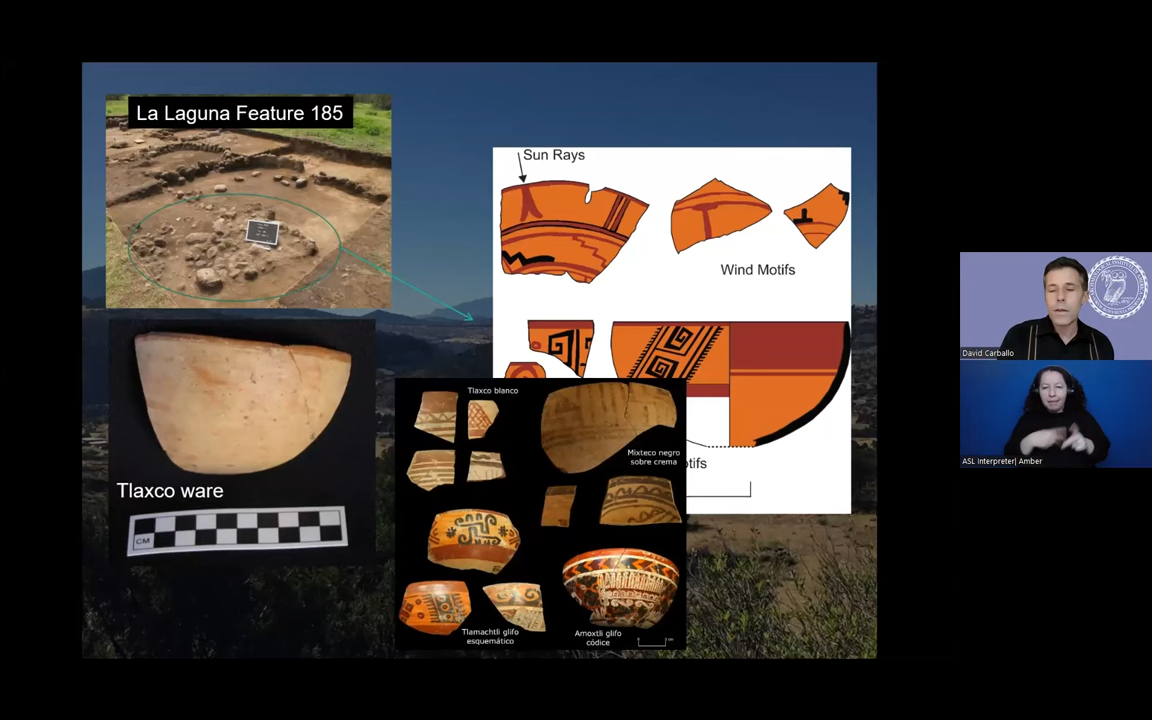 La Laguna Feature 185
Sun Rays
Wind Motifs
otifs
Tlaxco ware
CM
Tlaxco blanco
Mixteco negro
sobre crema
Tlamachtli glifo
esquemático
Amoxtli glifo
códice
David Carballo
ASL Interpreter| Amber